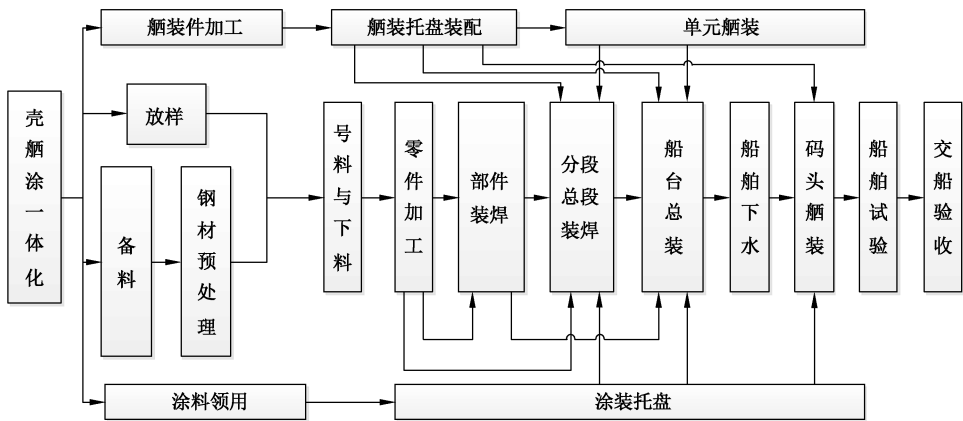 舾装件加工
舾装托盘装配
单元舾装
壳舾涂一体化
放样
备料
钢材预处理
号料与下料
零件加工
部件
装焊
分段
总段
装焊
船台总装
船舶下水
码头舾装
船舶试验
交船验收
涂料领用
涂装托盘